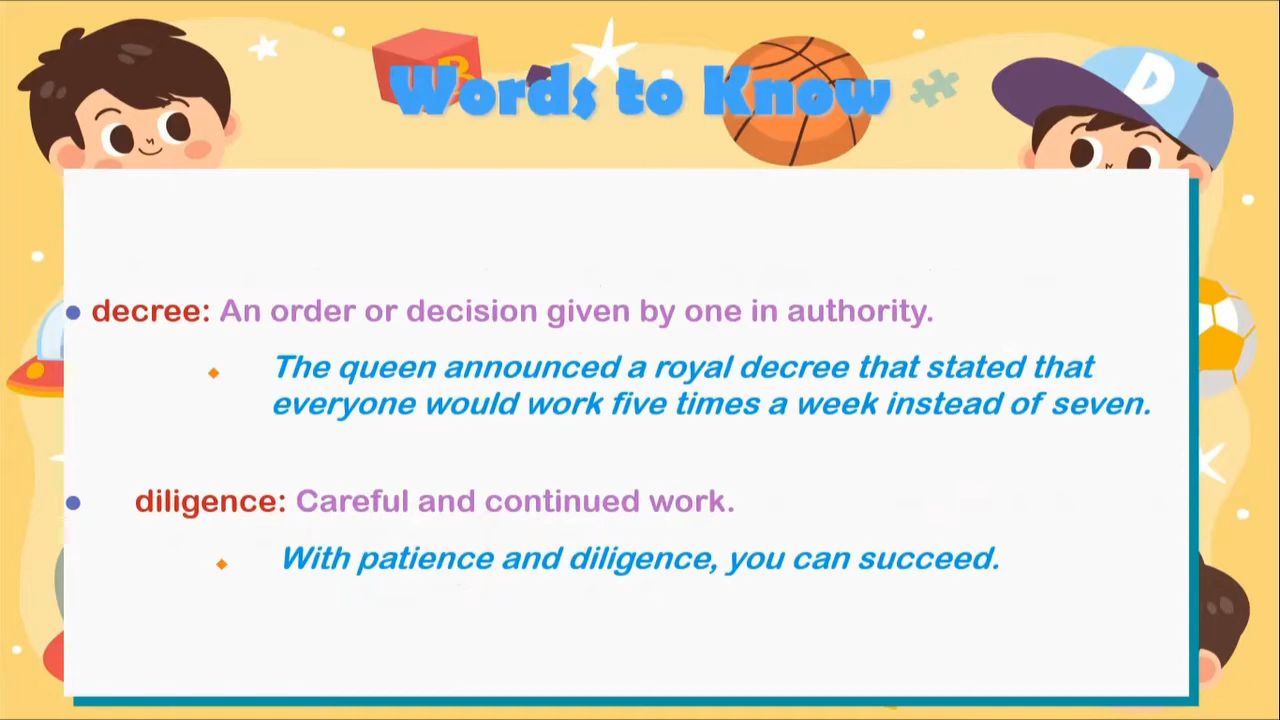 B
Words to Know
D
• decree: An order or decision given by one in authority.
◆ The queen announced a royal decree that stated that
everyone would work five times a week instead of seven.
• diligence: Careful and continued work.
◆ With patience and diligence, you can succeed.